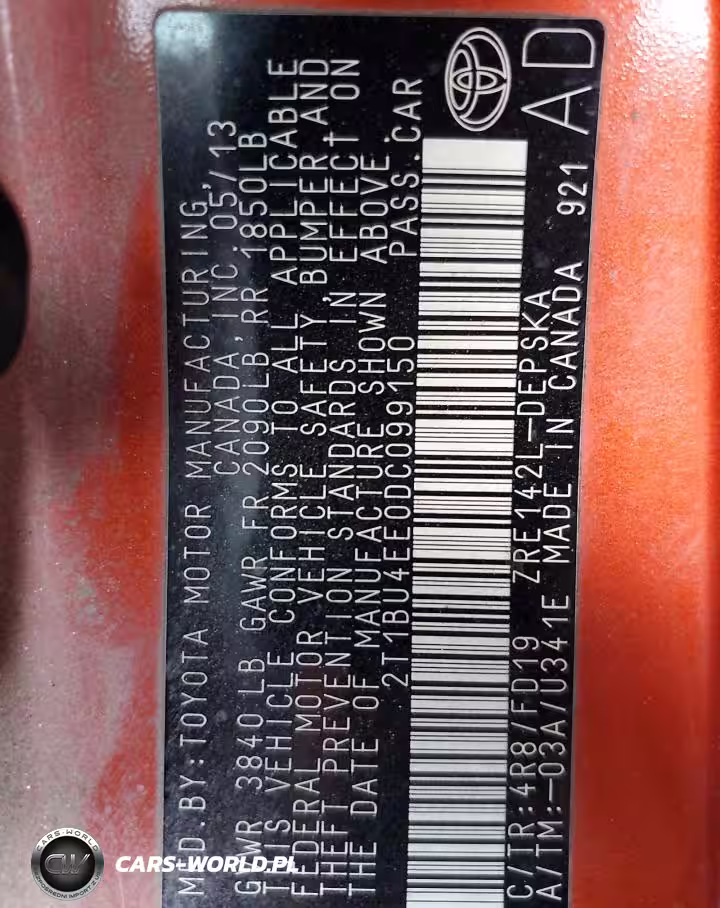 MFD.BY:TOYOTA MOTOR MANUFACTURING,
CANADA, INC. 05/13
GVWR 3840 LB GAWR FR 2090LB, RR 1850LB
THIS VEHICLE CONFORMS TO ALL APPLICABLE
FEDERAL MOTOR VEHICLE SAFETY, BUMPER AND
THEFT PREVENTION STANDARDS IN EFFECT ON
THE DATE OF MANUFACTURE SHOWN ABOVE.
2T1BU4EE0DC099150 PASS.CAR
C/TR:4R8/FD19 ZRE142L-DEPSKA
A/TM:-03A/U341E MADE IN CANADA 921
AD
CARS-WORLD
CW
CARS-WORLD.PL